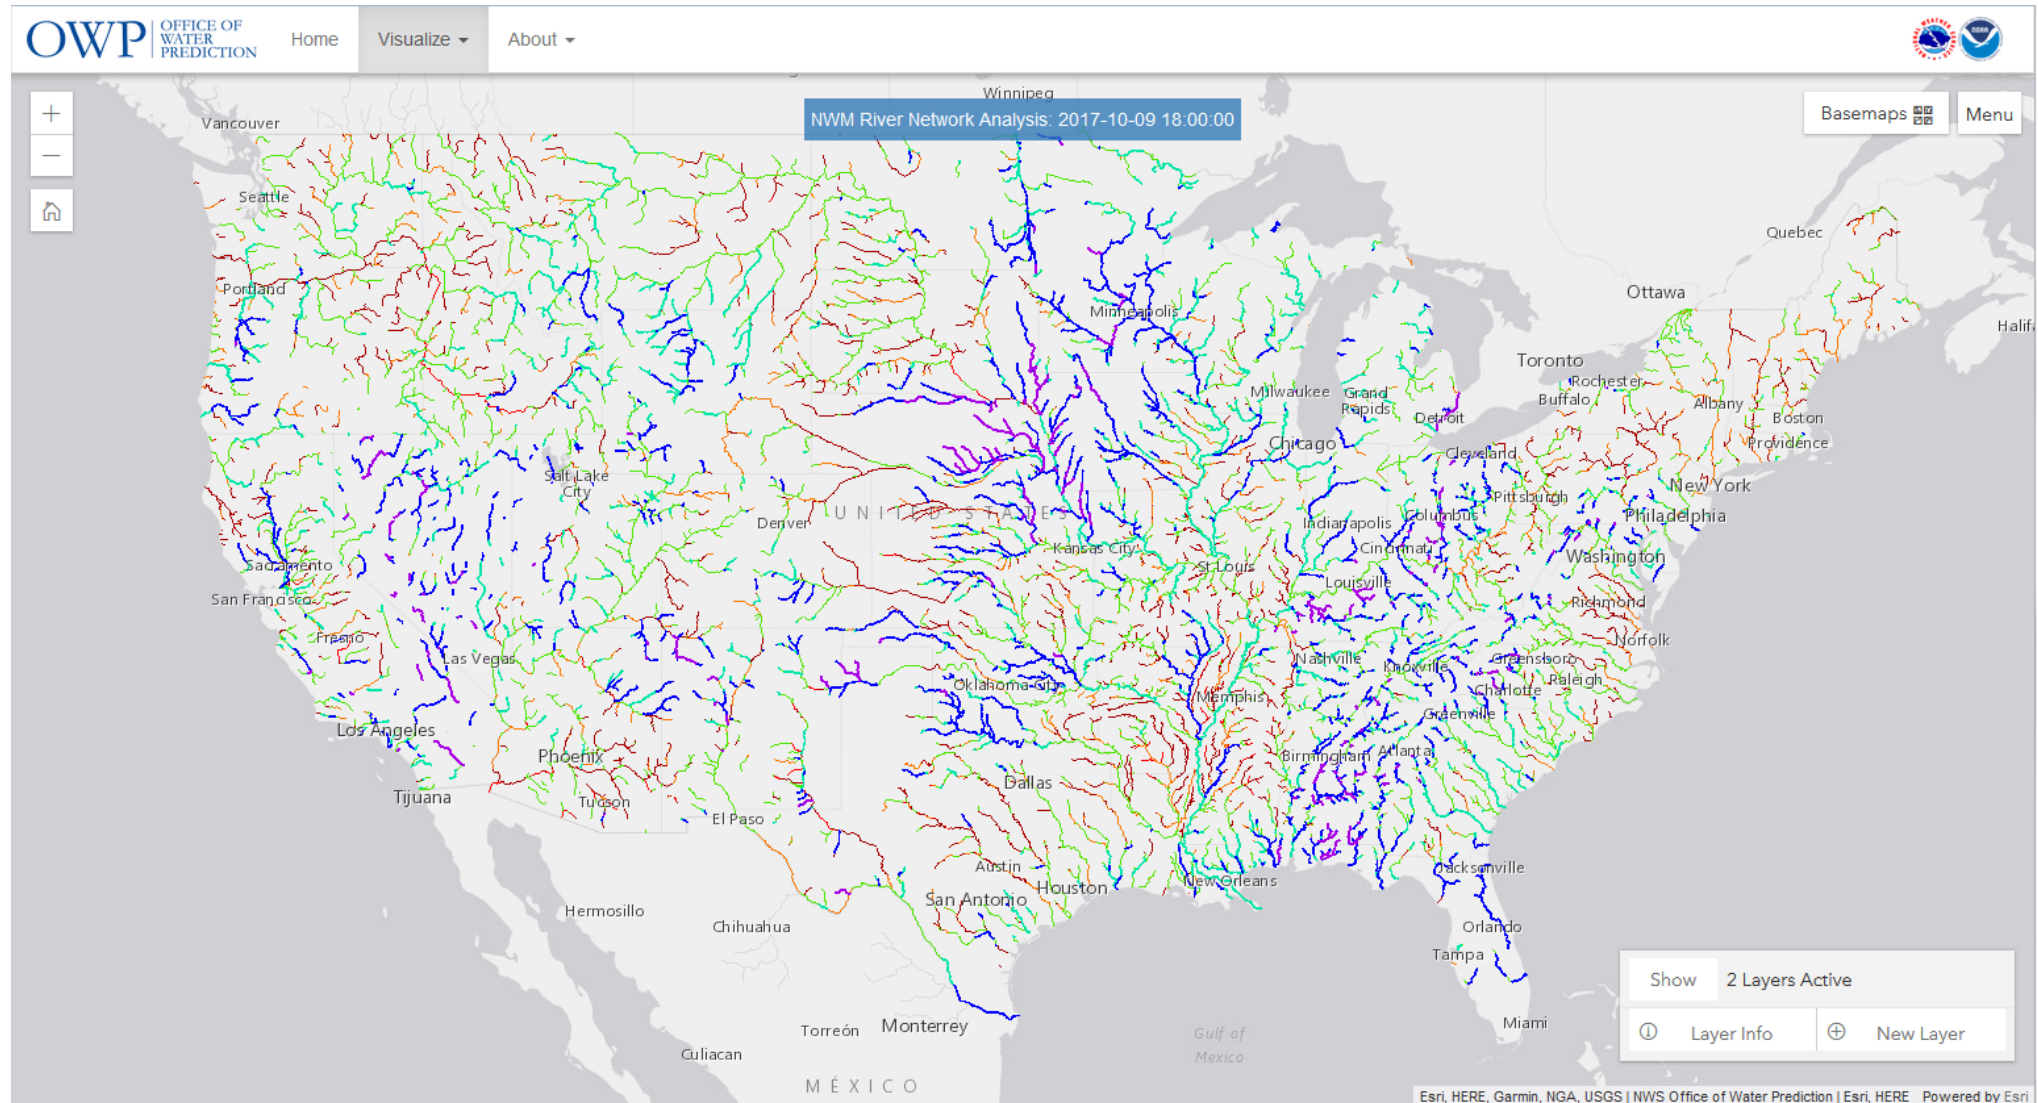 OWP OFFICE OF
WATER
PREDICTION
Home
Visualize
About
Winnipeg
NWM River Network Analysis: 2017-10-09 18:00:00
Basemaps
Menu
Vancouver
Seattle
Quebec
Portland
Ottawa
Minneapolis
Halif
Toronto
Rochester
Milwaukee
Grand
Rapids
Buffalo
Albany
Detroit
Boston
Chicago
Providence
Cleveland
Salt Lake
City
New York
Pittsburgh
Denver
UNITED STATES
Indianapolis
Columbus
Philadelphia
Kansas City
Cincinnati
Washington
Sacramento
St Louis
Louisville
San Francisco
Richmond
Fresno
Norfolk
Las Vegas
Nashville
Knoxville
Greensboro
Raleigh
Oklahoma City
Memphis
Charlotte
Greenville
Los Angeles
Phoenix
Birmingham
Atlanta
Dallas
Tijuana
Tucson
El Paso
Austin
Jacksonville
Houston
New Orleans
San Antonio
Hermosillo
Chihuahua
Orlando
Tampa
Show
2 Layers Active
Miami
Torreón
Monterrey
Gulf of
Mexico
Layer Info
New Layer
Culiacan
MÉXICO
Esri, HERE, Garmin, NGA, USGS | NWS Office of Water Prediction | Esri, HERE Powered by Esri